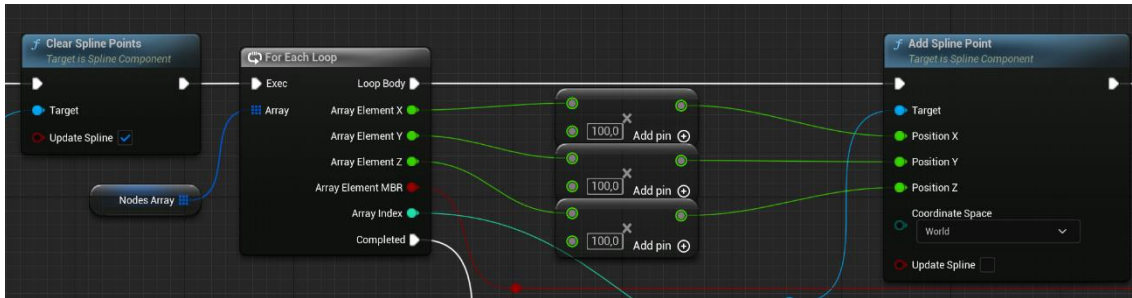 Clear Spline Points
Target is Spline Component
Target
Update Spline
Nodes Array
For Each Loop
Exec
Loop Body
Array
Array Element X
Array Element Y
Array Element Z
Array Element MBR
Array Index
Completed
100,0
Add pin
100,0
Add pin
100,0
Add pin
Add Spline Point
Target is Spline Component
Target
Position X
Position Y
Position Z
Coordinate Space
World
Update Spline